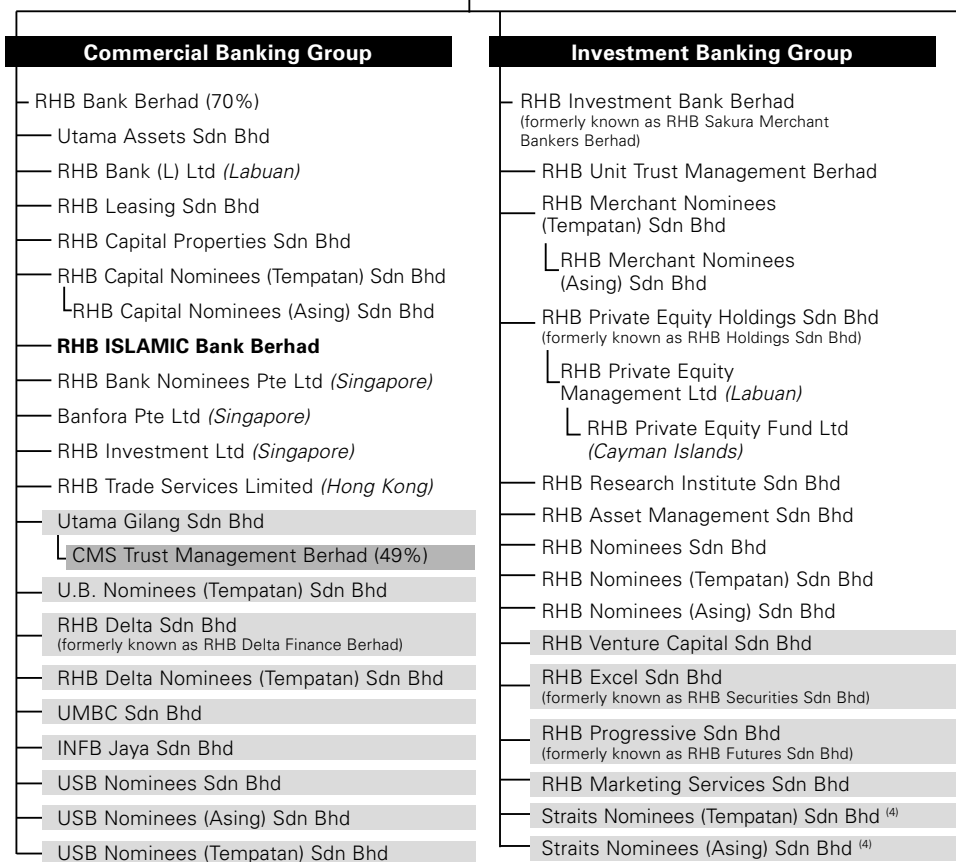 Commercial Banking Group
RHB Bank Berhad (70%)
Utama Assets Sdn Bhd
RHB Bank (L) Ltd (Labuan)
RHB Leasing Sdn Bhd
RHB Capital Properties Sdn Bhd
RHB Capital Nominees (Tempatan) Sdn Bhd
RHB Capital Nominees (Asing) Sdn Bhd
RHB ISLAMIC Bank Berhad
RHB Bank Nominees Pte Ltd (Singapore)
Banfora Pte Ltd (Singapore)
RHB Investment Ltd (Singapore)
RHB Trade Services Limited (Hong Kong)
Utama Gilang Sdn Bhd
CMS Trust Management Berhad (49%)
U.B. Nominees (Tempatan) Sdn Bhd
RHB Delta Sdn Bhd
(formerly known as RHB Delta Finance Berhad)
RHB Delta Nominees (Tempatan) Sdn Bhd
UMBC Sdn Bhd
INFB Jaya Sdn Bhd
USB Nominees Sdn Bhd
USB Nominees (Asing) Sdn Bhd
USB Nominees (Tempatan) Sdn Bhd
Investment Banking Group
RHB Investment Bank Berhad
(formerly known as RHB Sakura Merchant
Bankers Berhad)
RHB Unit Trust Management Berhad
RHB Merchant Nominees
(Tempatan) Sdn Bhd
RHB Merchant Nominees
(Asing) Sdn Bhd
RHB Private Equity Holdings Sdn Bhd
(formerly known as RHB Holdings Sdn Bhd)
RHB Private Equity
Management Ltd (Labuan)
RHB Private Equity Fund Ltd
(Cayman Islands)
RHB Research Institute Sdn Bhd
RHB Asset Management Sdn Bhd
RHB Nominees Sdn Bhd
RHB Nominees (Tempatan) Sdn Bhd
RHB Nominees (Asing) Sdn Bhd
RHB Venture Capital Sdn Bhd
RHB Excel Sdn Bhd
(formerly known as RHB Securities Sdn Bhd)
RHB Progressive Sdn Bhd
(formerly known as RHB Futures Sdn Bhd)
RHB Marketing Services Sdn Bhd
Straits Nominees (Tempatan) Sdn Bhd (4)
Straits Nominees (Asing) Sdn Bhd (4)